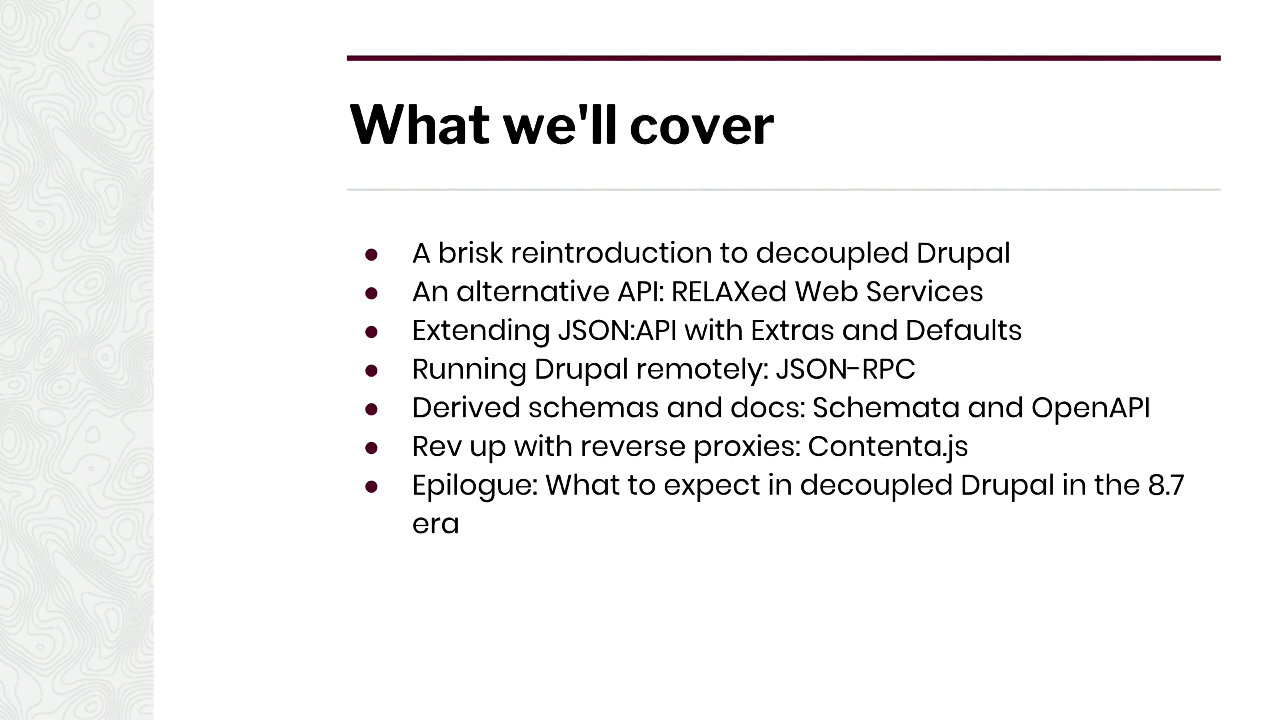 What we'll cover
● A brisk reintroduction to decoupled Drupal
● An alternative API: RELAXed Web Services
● Extending JSON:API with Extras and Defaults
● Running Drupal remotely: JSON-RPC
● Derived schemas and docs: Schemata and OpenAPI
● Rev up with reverse proxies: Contenta.js
● Epilogue: What to expect in decoupled Drupal in the 8.7
era